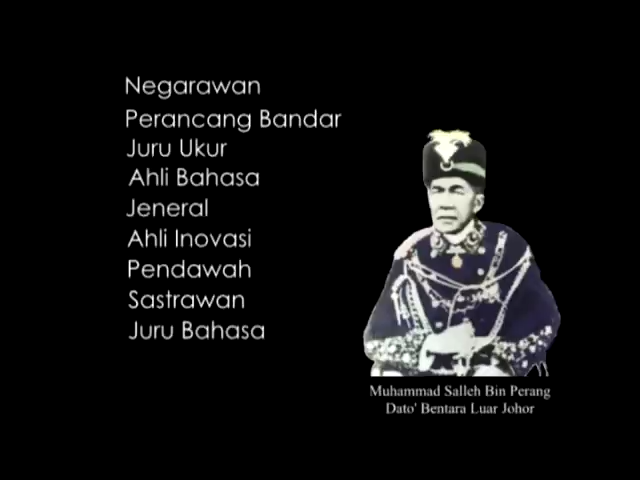 Negarawan
Perancang Bandar
Juru Ukur
Ahli Bahasa
Jeneral
Ahli Inovasi
Pendawah
Sastrawan
Juru Bahasa
Muhammad Salleh Bin Perang
Dato' Bentara Luar Johor